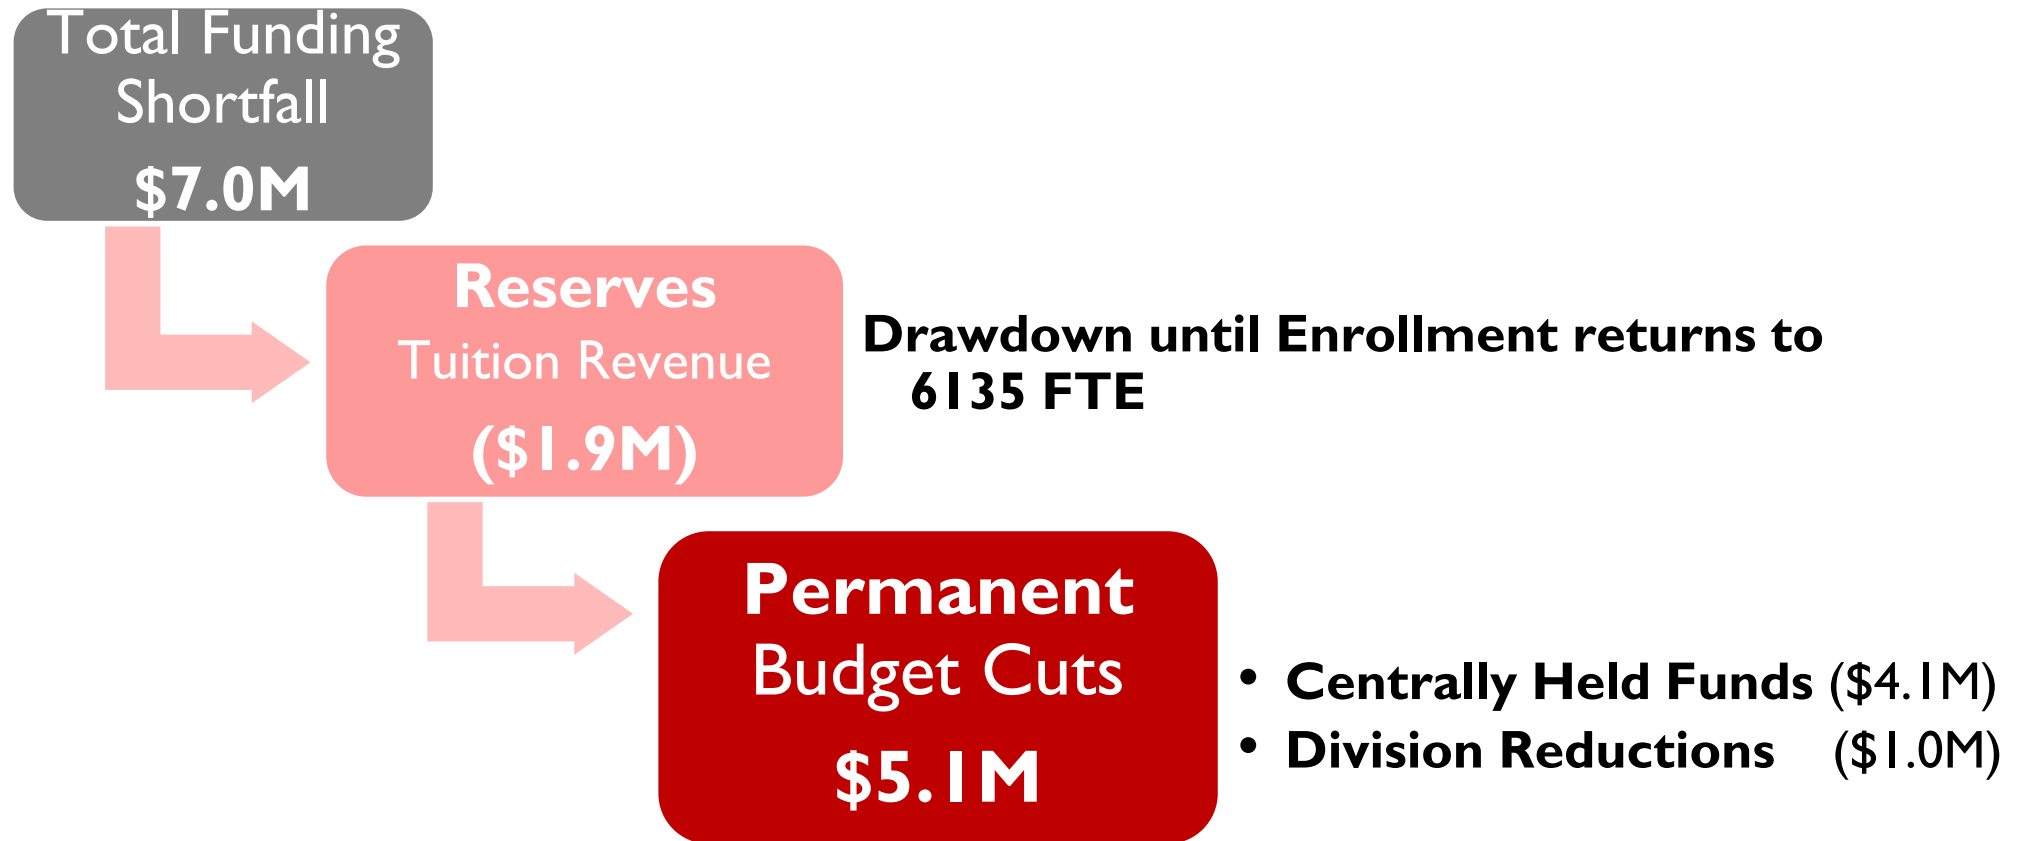 Total Funding
Shortfall
$7.0M
Reserves
Tuition Revenue
($1.9M)
Drawdown until Enrollment returns to
6135 FTE
Permanent
Budget Cuts
$5.1M
• Centrally Held Funds ($4.1M)
• Division Reductions ($1.0M)